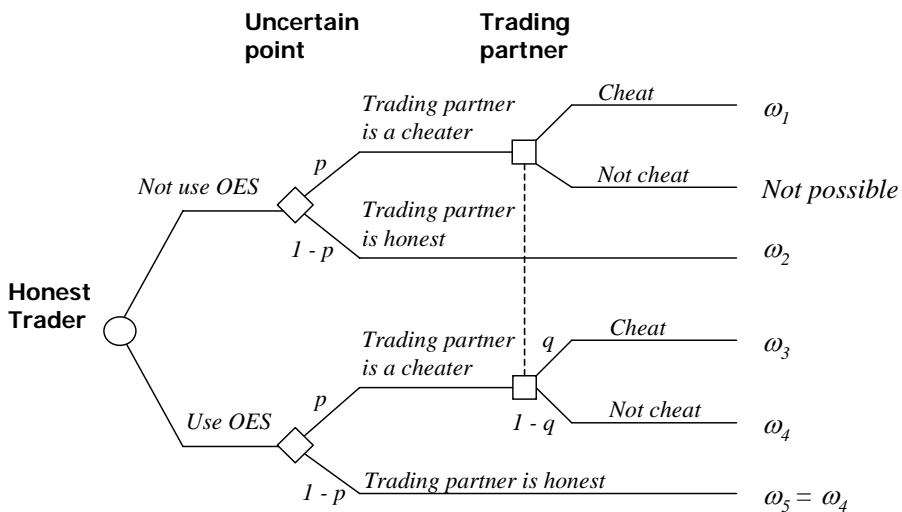 Uncertain
point
Trading
partner
Trading partner
is a cheater
Cheat
ω1
p
Not use OES
Not cheat
Not possible
Trading partner
is honest
1 - p
ω2
Honest
Trader
Trading partner
is a cheater
q
Cheat
ω3
p
Use OES
Not cheat
1 - q
ω4
Trading partner is honest
1 - p
ω5 = ω4